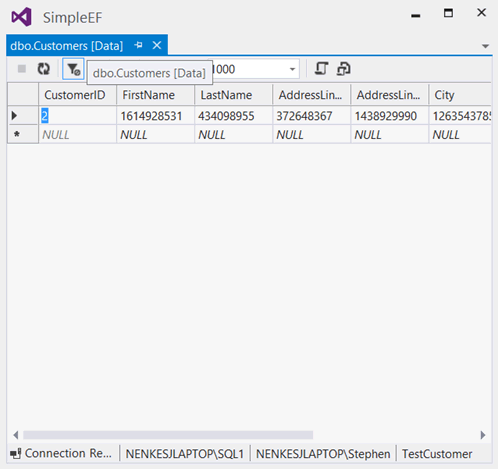 SimpleEF
dbo.Customers [Data]
dbo.Customers [Data]
1000
CustomerID FirstName LastName AddressLin... AddressLin... City
2 1614928531 434098955 372648367 1438929990 1263543785
NULL NULL NULL NULL NULL NULL
Connection Re... NENKESJLAPTOP\SQL1 NENKESJLAPTOP\Stephen TestCustomer